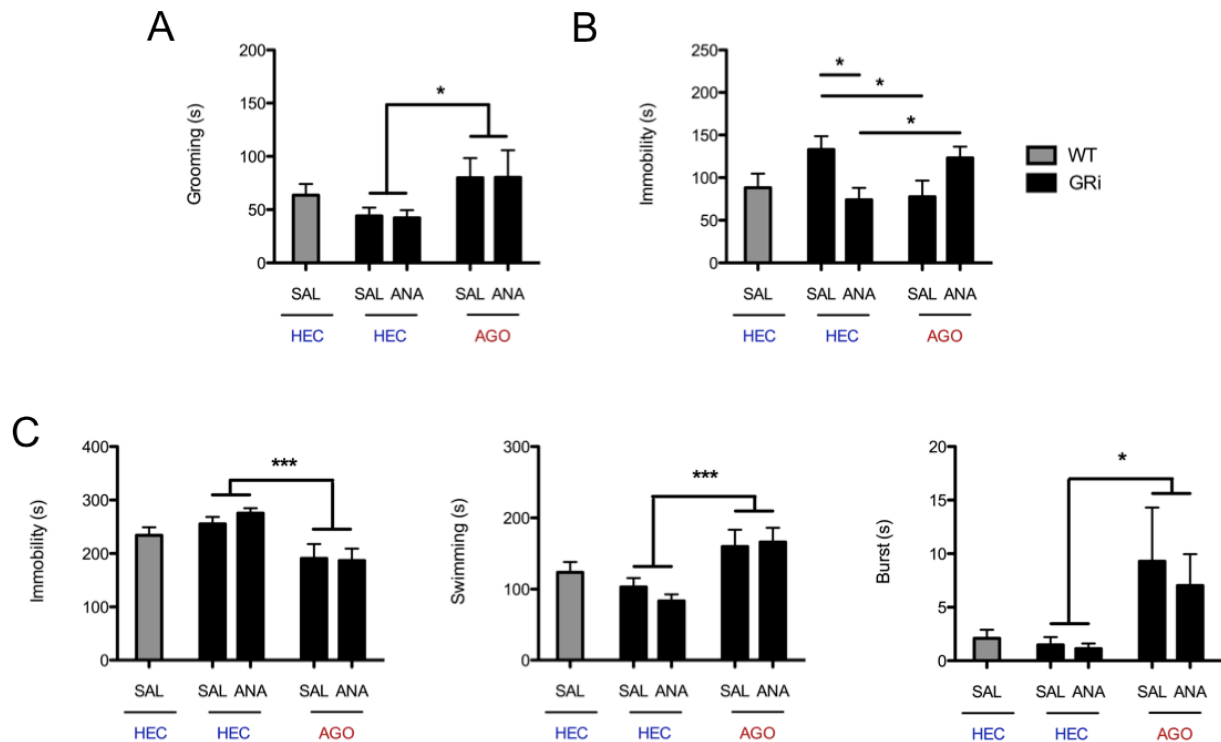 A
Grooming (s)
200
150
100
50
0
*
SAL
SAL ANA
SAL ANA
HEC
HEC
AGO
B
Immobility (s)
250
200
150
100
50
0
*
*
*
SAL
SAL ANA
SAL ANA
HEC
HEC
AGO
WT
GRi
C
Immobility (s)
400
300
200
100
0
***
SAL
SAL ANA
SAL ANA
HEC
HEC
AGO
Swimming (s)
300
200
100
0
***
SAL
SAL ANA
SAL ANA
HEC
HEC
AGO
Burst (s)
20
15
10
5
0
*
SAL
SAL ANA
SAL ANA
HEC
HEC
AGO